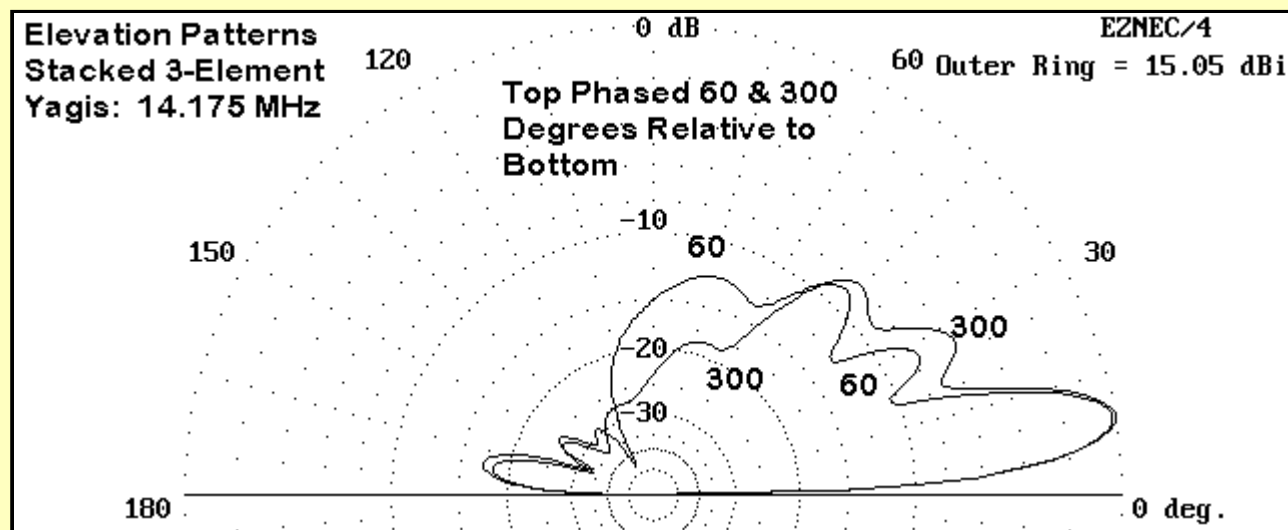 Elevation Patterns
Stacked 3-Element
Yagis: 14.175 MHz
0 dB
EZNEC/4
Outer Ring = 15.05 dBi
120
60
Top Phased 60 & 300
Degrees Relative to
Bottom
150
-10
30
60
300
-20
300
60
-30
180
0 deg.